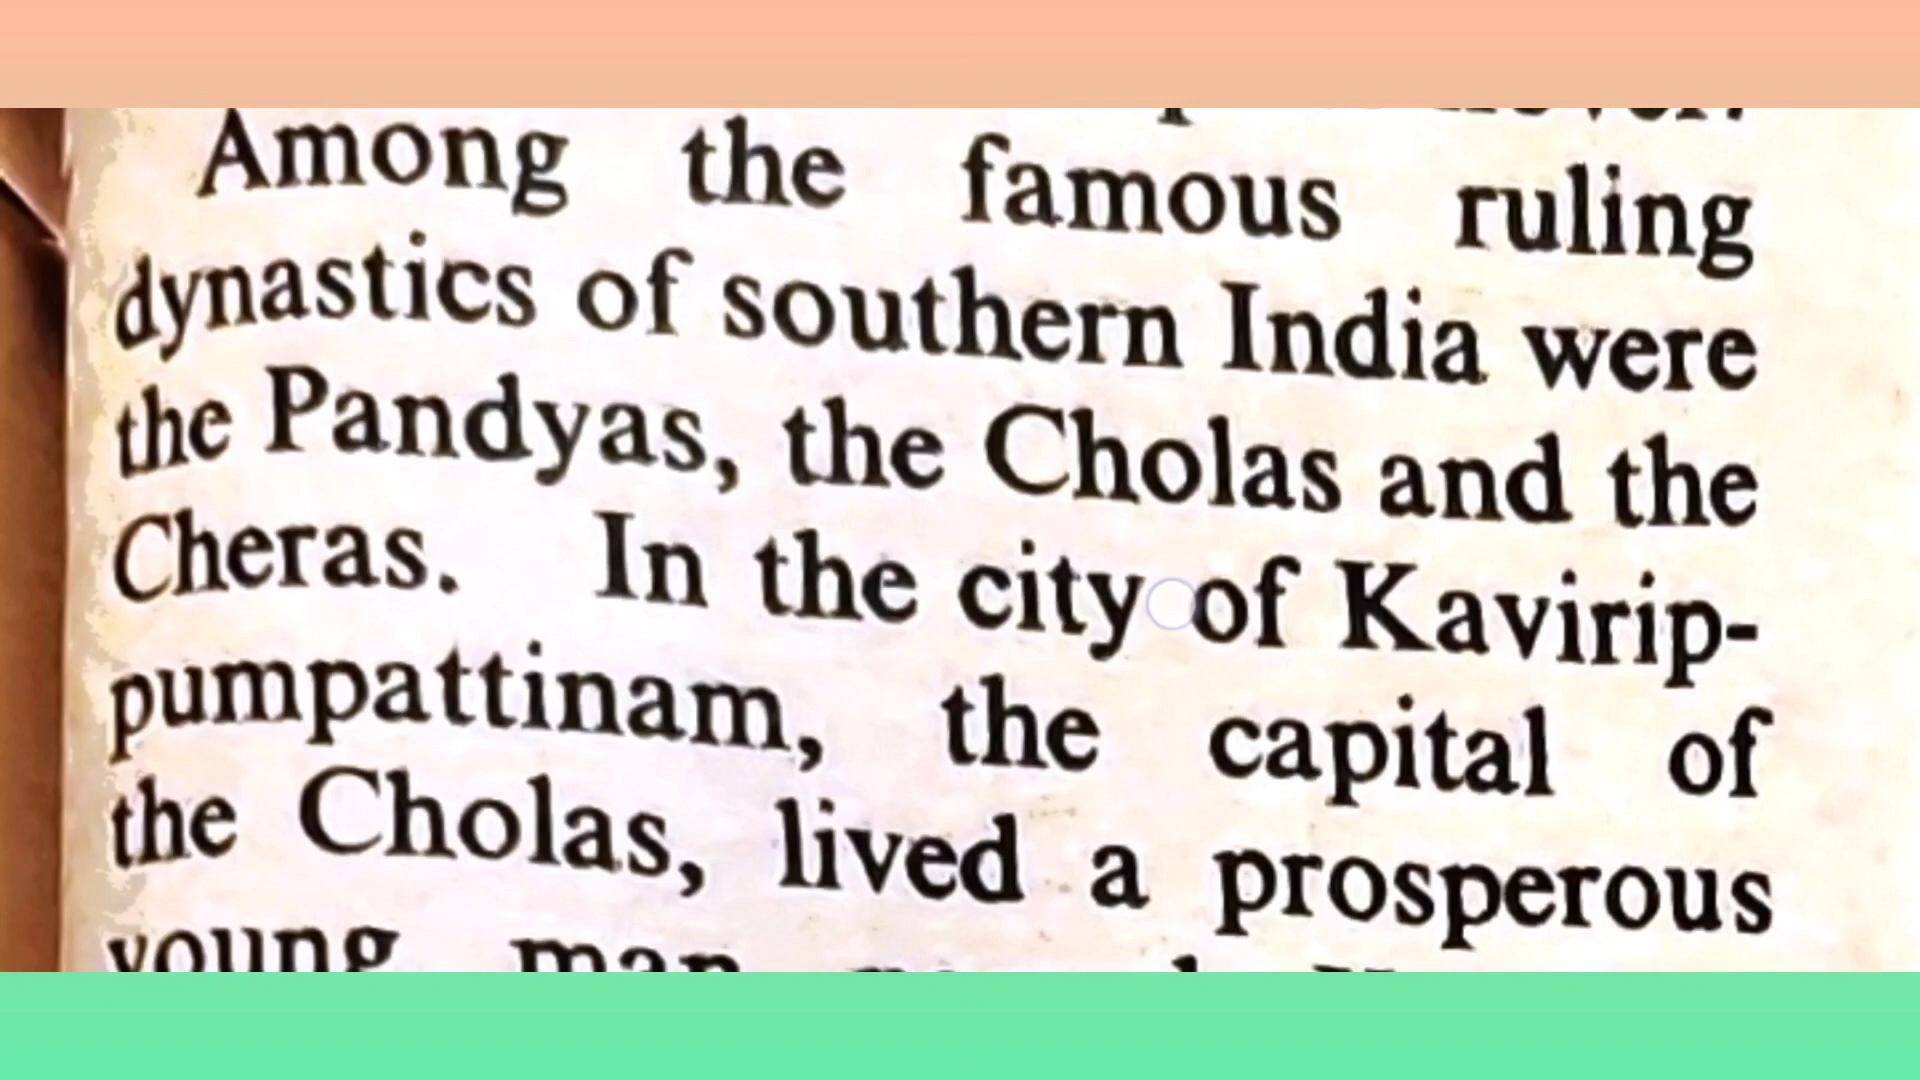 Among the famous ruling
dynastics of southern India were
the Pandyas, the Cholas and the
Cheras. In the city of Kavirip-
pumpattinam, the capital of
the Cholas, lived a prosperous
young man